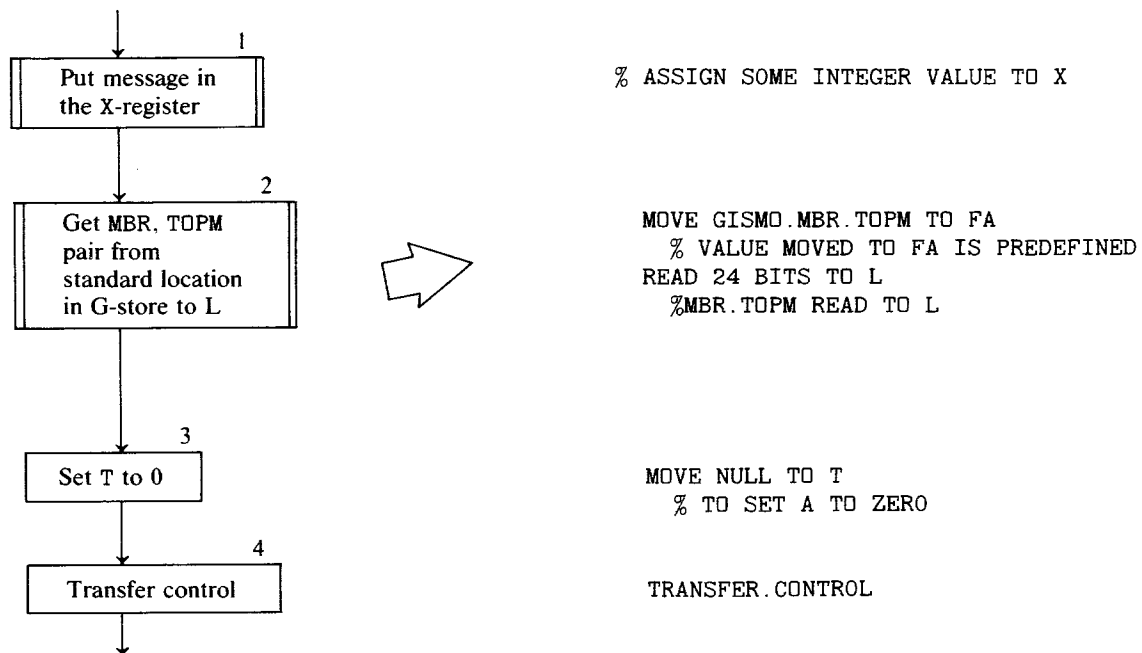 1
Put message in
the X-register
% ASSIGN SOME INTEGER VALUE TO X
2
Get MBR, TOPM
pair from
standard location
in G-store to L
MOVE GISMO.MBR.TOPM TO FA
% VALUE MOVED TO FA IS PREDEFINED
READ 24 BITS TO L
%MBR.TOPM READ TO L
3
Set T to 0
MOVE NULL TO T
% TO SET A TO ZERO
4
Transfer control
TRANSFER.CONTROL